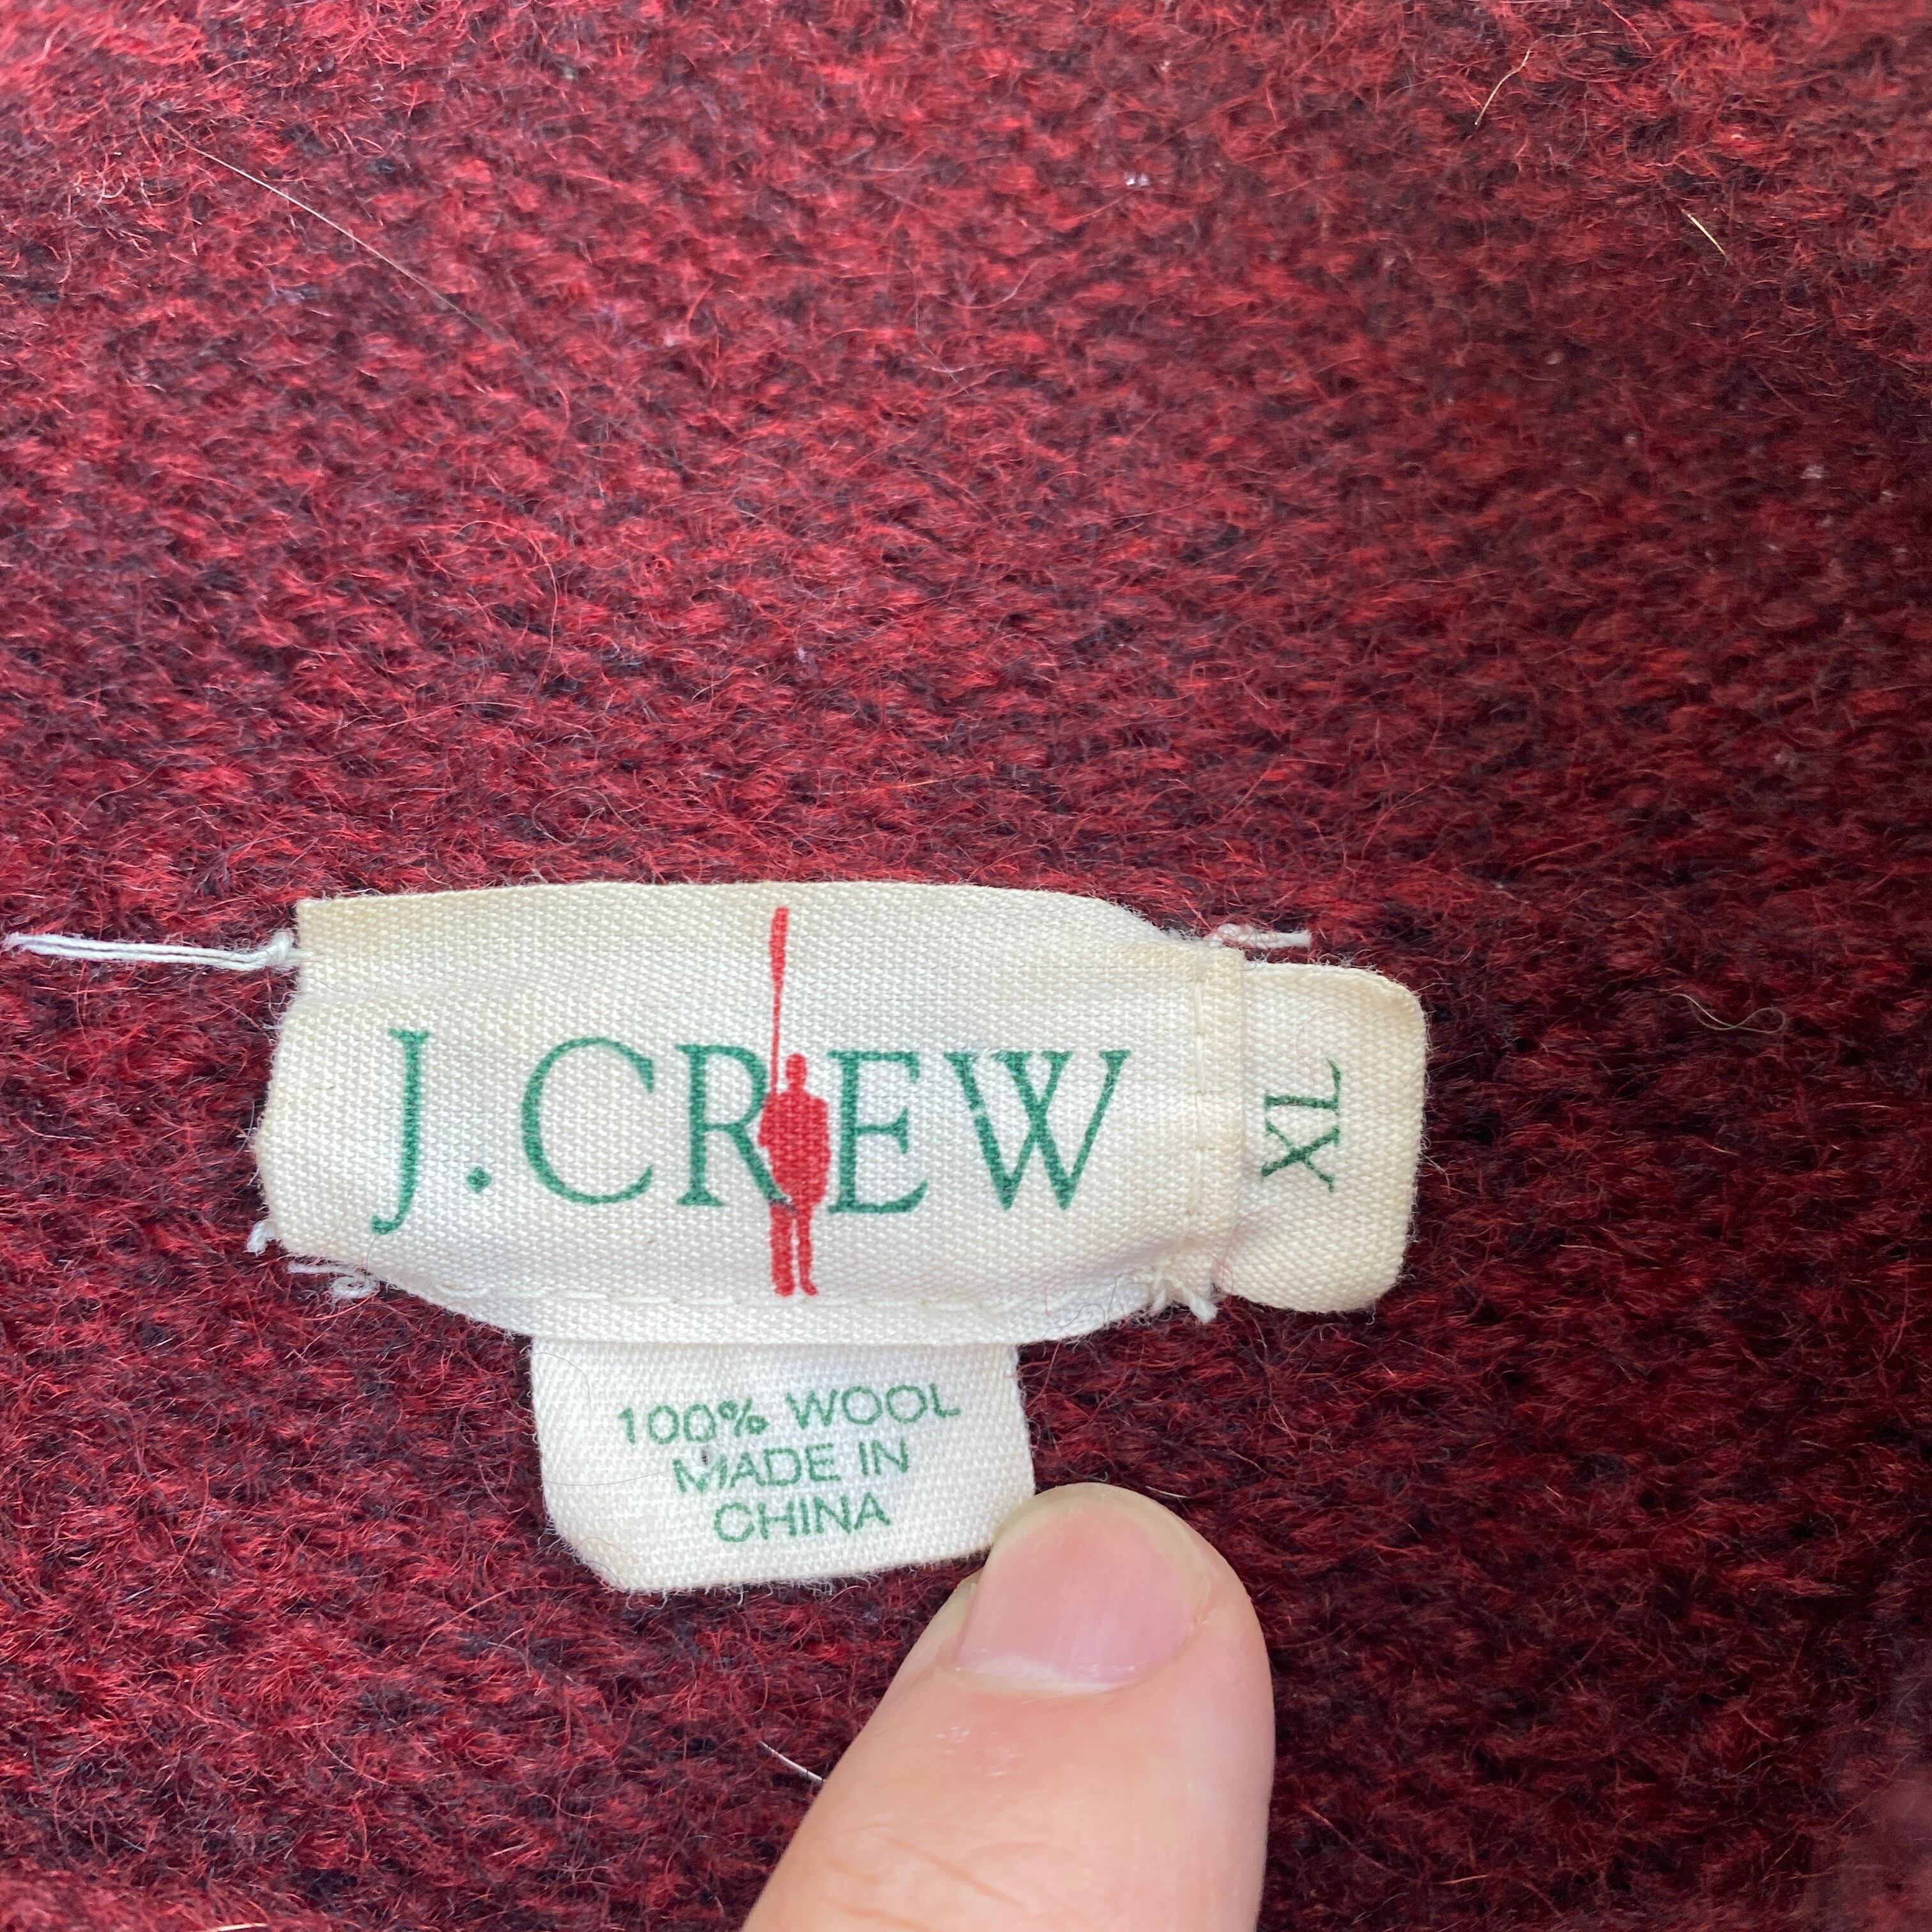 J.CREW
XL
100% WOOL
MADE IN
CHINA